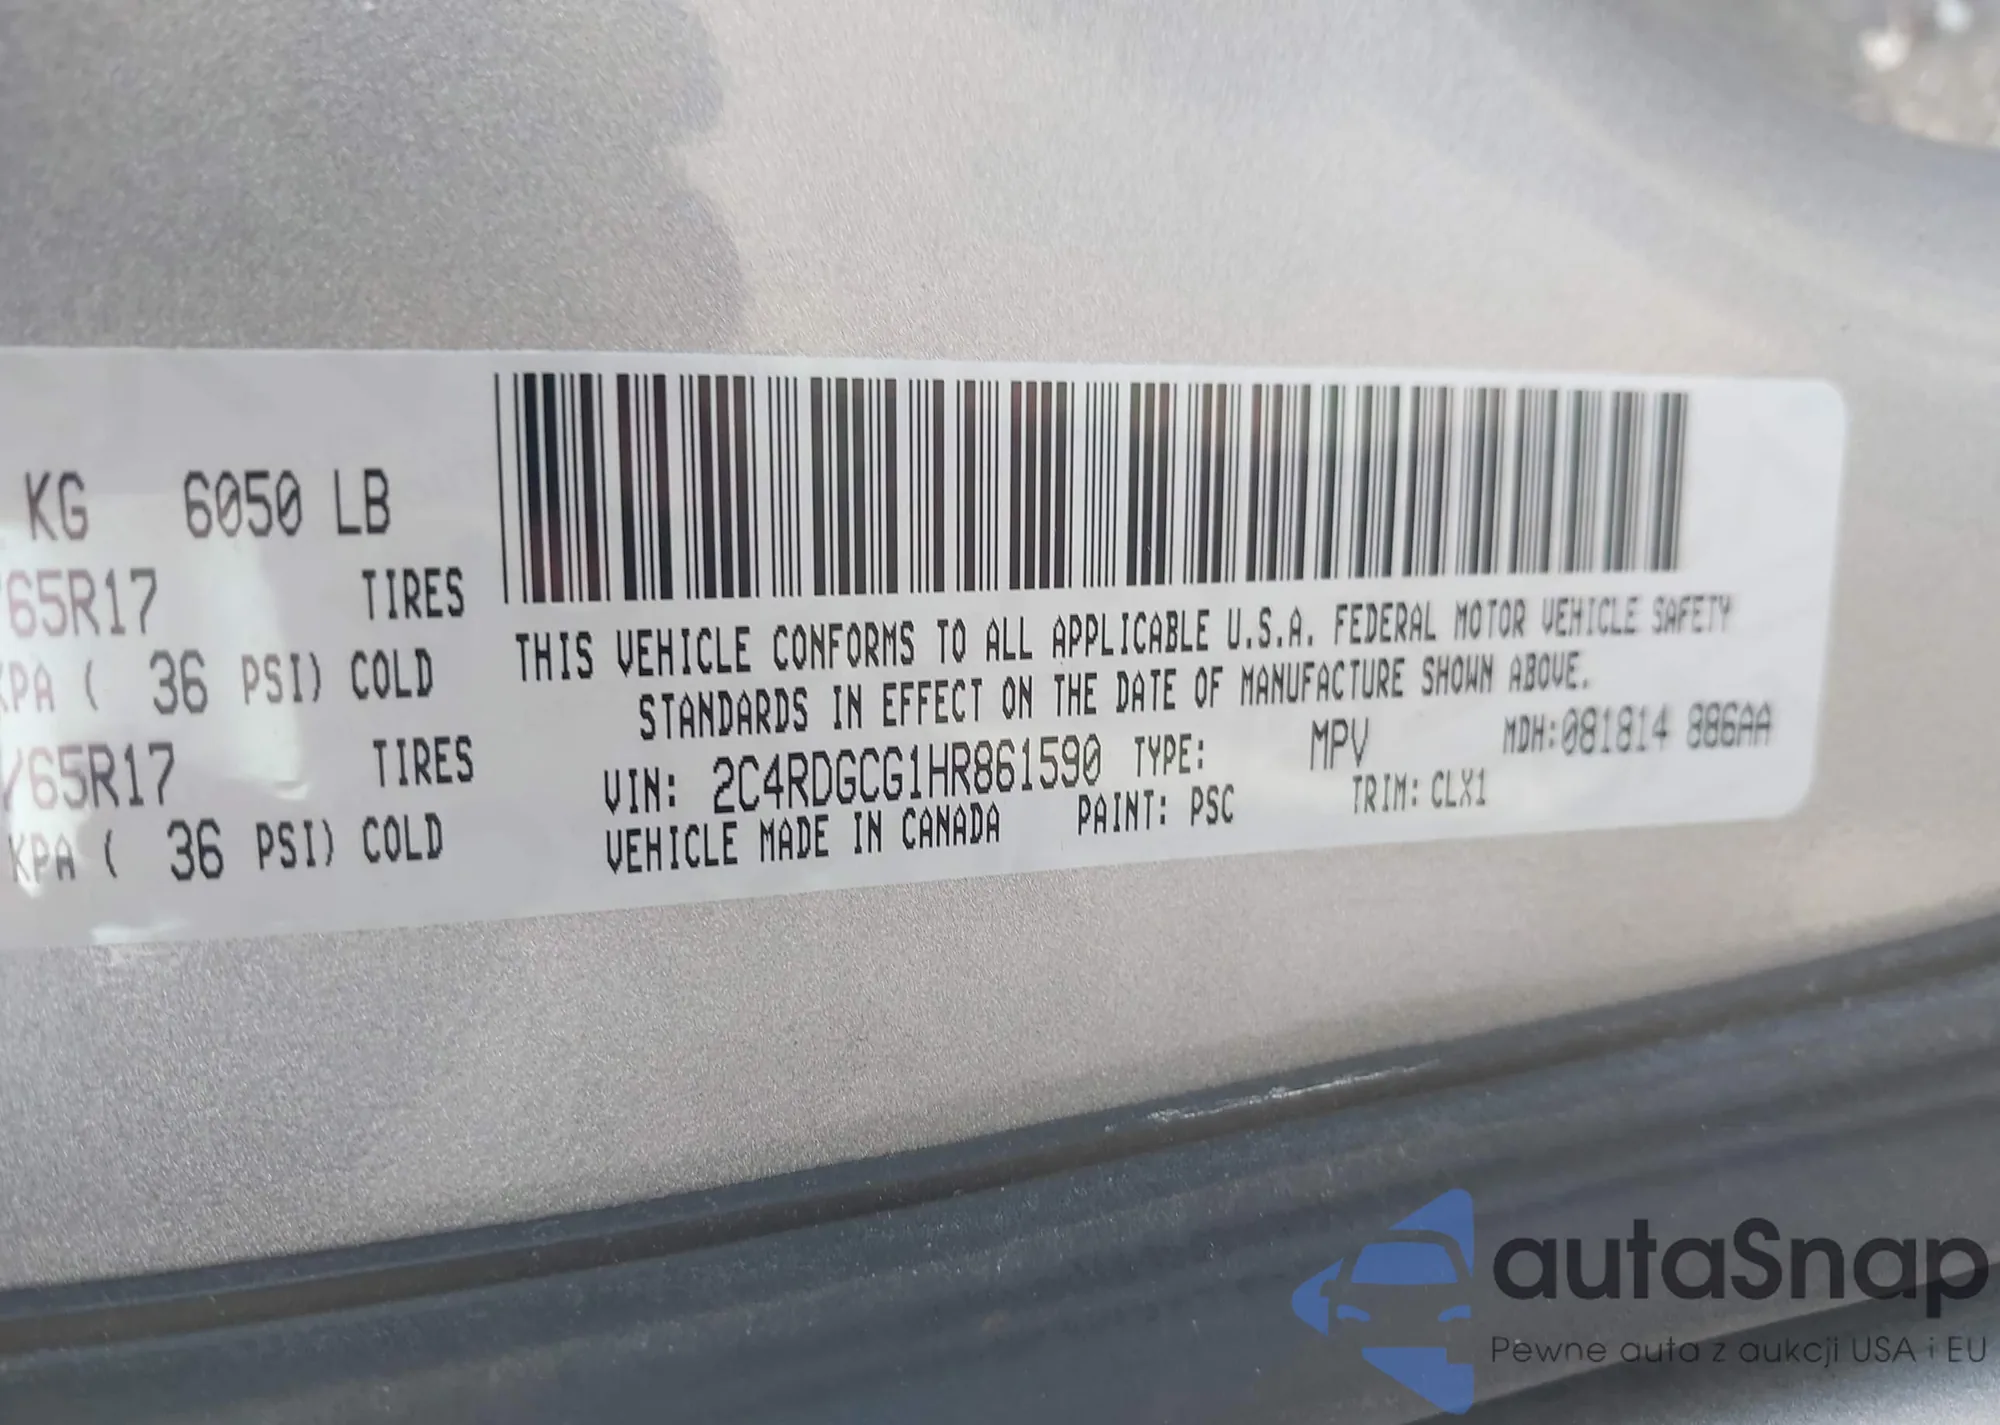 KG 6050 LB
/65R17 TIRES
KPA ( 36 PSI) COLD
/65R17 TIRES
KPA ( 36 PSI) COLD
THIS VEHICLE CONFORMS TO ALL APPLICABLE U.S.A. FEDERAL MOTOR VEHICLE SAFETY
STANDARDS IN EFFECT ON THE DATE OF MANUFACTURE SHOWN ABOVE.
VIN: 2C4RDGCG1HR861590 TYPE: MPV MDH:081814 886AA
VEHICLE MADE IN CANADA PAINT: PSC TRIM: CLX1
autaSnap
Pewne auta z aukcji USA i EU